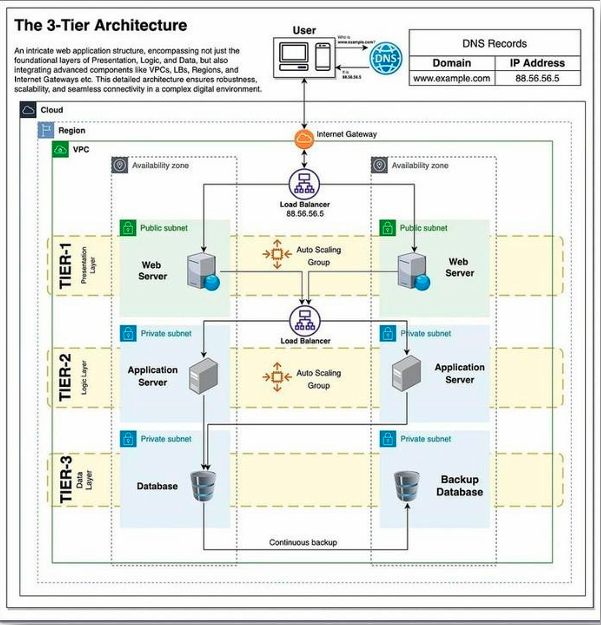 The 3-Tier Architecture
An intricate web application structure, encompassing not just the
foundational layers of Presentation, Logic, and Data, but also
integrating advanced components like VPCs, LBs, Regions, and
Internet Gateways etc. This detailed architecture ensures robustness,
scalability, and seamless connectivity in a complex digital environment.
User
Who is
www.example.com?
It is
88.56.56.5
DNS
DNS Records
Domain IP Address
www.example.com 88.56.56.5
Cloud
Region
VPC
Internet Gateway
Availability zone
Availability zone
Load Balancer
88.56.56.5
Public subnet
Public subnet
TIER-1
Presentation
Layer
Web
Server
Auto Scaling
Group
Web
Server
Load Balancer
Private subnet
Private subnet
TIER-2
Logic Layer
Application
Server
Auto Scaling
Group
Application
Server
Private subnet
Private subnet
TIER-3
Data
Layer
Database
Backup
Database
Continuous backup